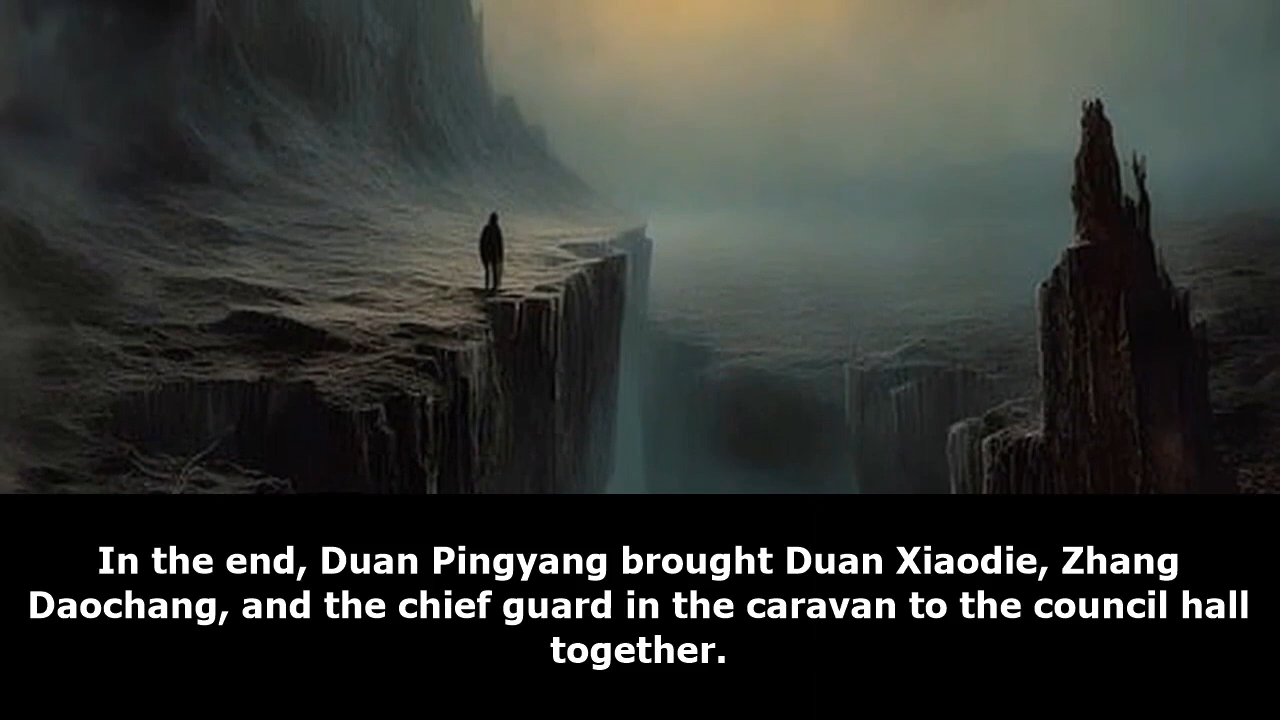 In the end, Duan Pingyang brought Duan Xiaodie, Zhang
Daochang, and the chief guard in the caravan to the council hall
together.